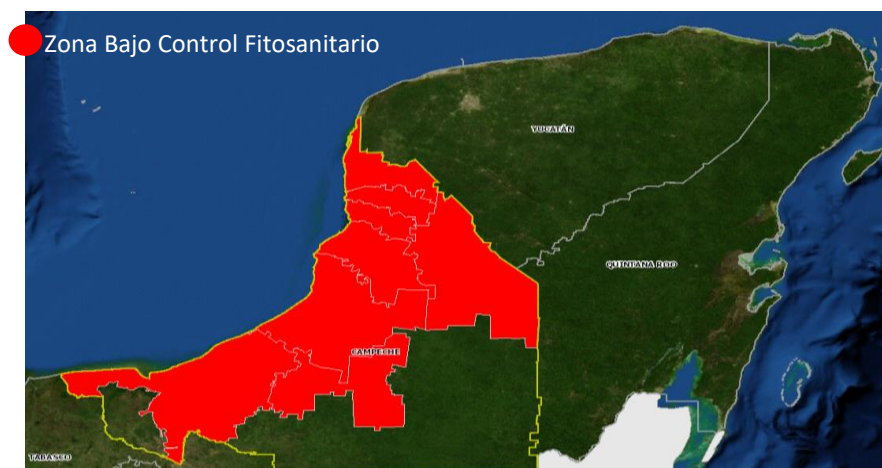 Zona Bajo Control Fitosanitario
YUCATÁN
QUINTANA ROO
CAMPECHE
TABASCO